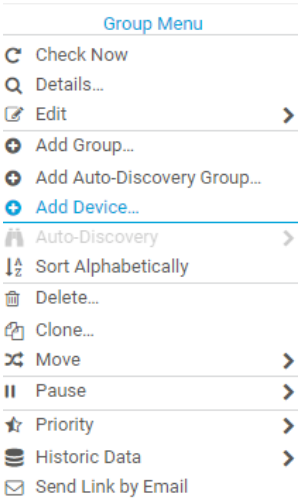 Group Menu
Check Now
Details...
Edit
Add Group...
Add Auto-Discovery Group...
Add Device...
Auto-Discovery
Sort Alphabetically
Delete...
Clone...
Move
Pause
Priority
Historic Data
Send Link by Email